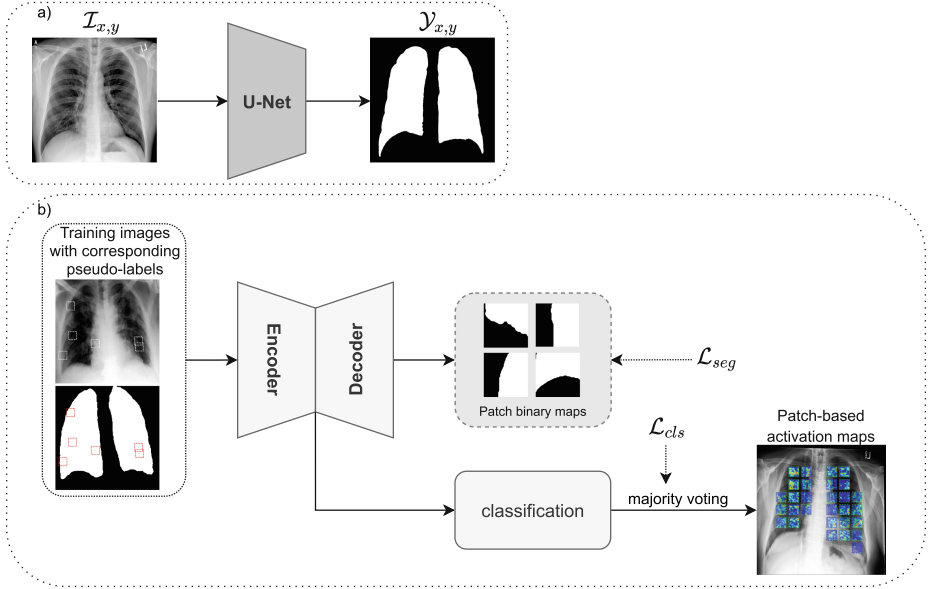 a)
𝓘x,y
𝓨x,y
U-Net
b)
Training images
with corresponding
pseudo-labels
Encoder
Decoder
Patch binary maps
𝓛seg
𝓛cls
Patch-based
activation maps
classification
majority voting